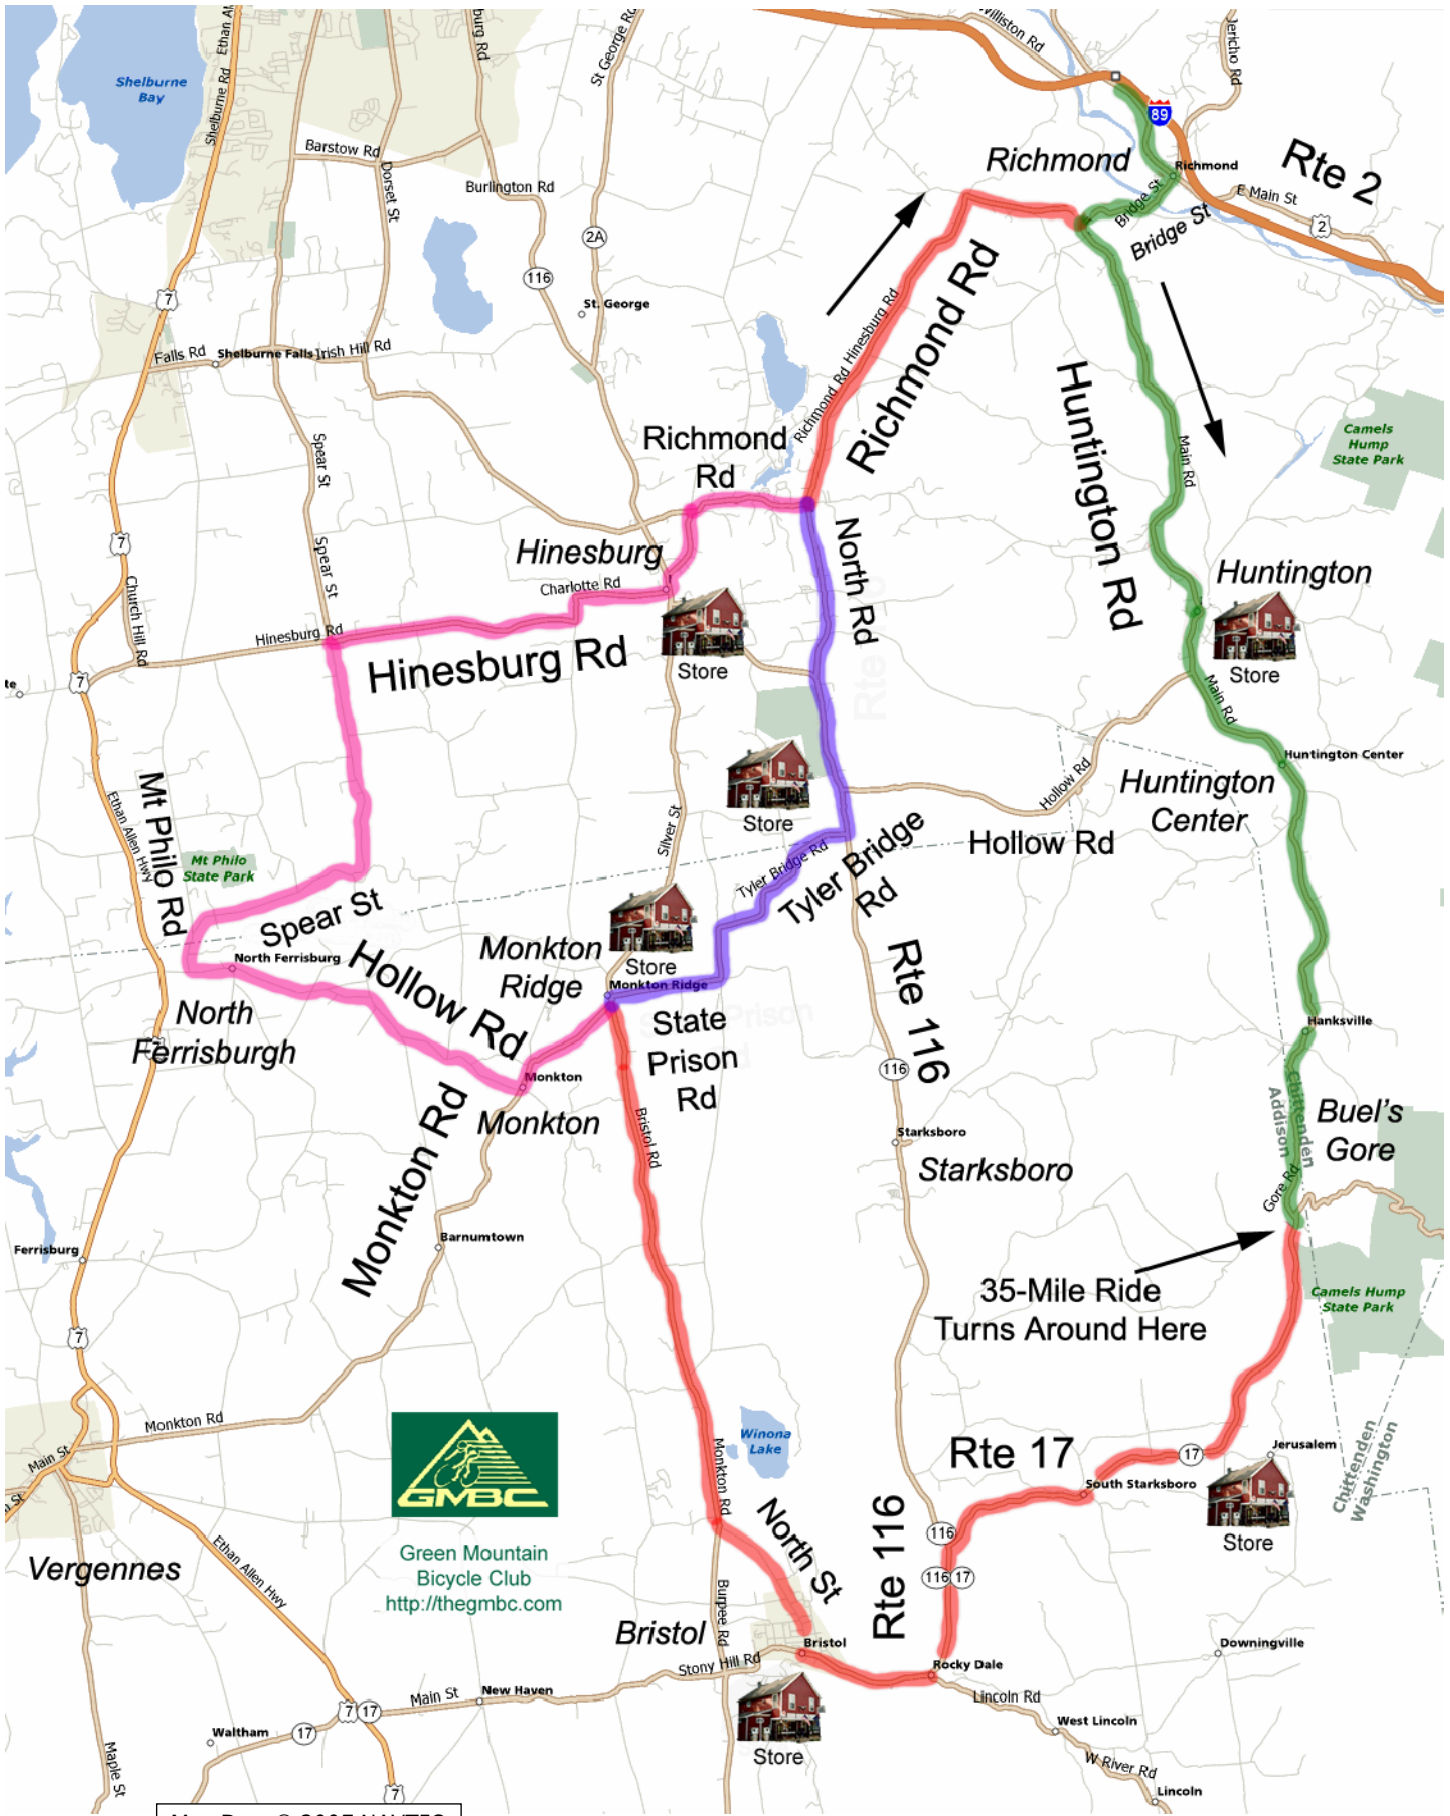 Ethan Al
burg Rd
St George Rd
Williston Rd
Jericho Rd
Shelburne
Bay
Shelburne Rd
89
Barstow Rd
Dorset St
Burlington Rd
Richmond
Richmond
Rte 2
E Main St
2
Bridge St
Bridge St
2A
116
St. George
7
Falls Rd
Shelburne Falls
Irish Hill Rd
Richmond Rd Hinesburg Rd
Richmond Rd
Huntington Rd
Main Rd
Camels
Hump
State Park
Spear St
Richmond
Rd
7
Spear St
Hinesburg
Charlotte Rd
North Rd
Church Hill Rd
Hinesburg Rd
Hinesburg Rd
Store
Huntington
Store
te
7
Main Rd
Huntington Center
Huntington
Center
Hollow Rd
Hollow Rd
Store
Silver St
Mt Philo Rd
Ethan Allen Hwy
Mt Philo
State Park
Tyler Bridge Rd
Tyler Bridge
Rd
Spear St
North Ferrisburg
Hollow Rd
Monkton
Ridge
Store
Monkton Ridge
Rte 116
North
Ferrisburgh
State
Prison
Rd
Hanksville
116
Monkton
Monkton
Monkton Rd
Bristol Rd
Starksboro
Starksboro
Chittenden
Addison
Buel's
Gore
Gore Rd
Barnumtown
Ferrisburg
35-Mile Ride
Turns Around Here
Camels Hump
State Park
7
Monkton Rd
Main St
n St
GMBC
Green Mountain
Bicycle Club
http://thegmbc.com
Winona
Lake
Monkton Rd
Rte 17
17
Jerusalem
South Starksboro
Store
Chittenden
Washington
Vergennes
Ethan Allen Hwy
North St
Rte 116
116
116
17
Burpee Rd
Bristol
Bristol
Stony Hill Rd
Rocky Dale
Lincoln Rd
Downingville
Main St
New Haven
7
17
Waltham
17
Store
West Lincoln
W River Rd
Lincoln
Maple St
7